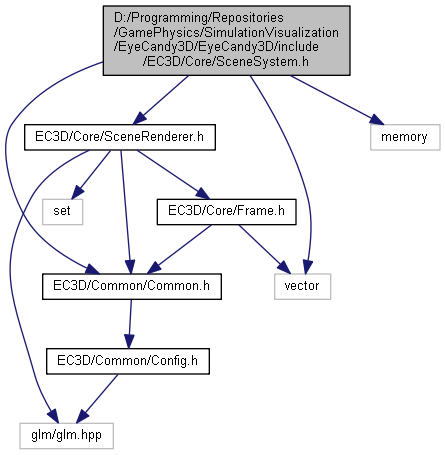 D:/Programming/Repositories
/GamePhysics/SimulationVisualization
/EyeCandy3D/EyeCandy3D/include
/EC3D/Core/SceneSystem.h
EC3D/Core/SceneRenderer.h
memory
set
EC3D/Core/Frame.h
EC3D/Common/Common.h
vector
EC3D/Common/Config.h
glm/glm.hpp